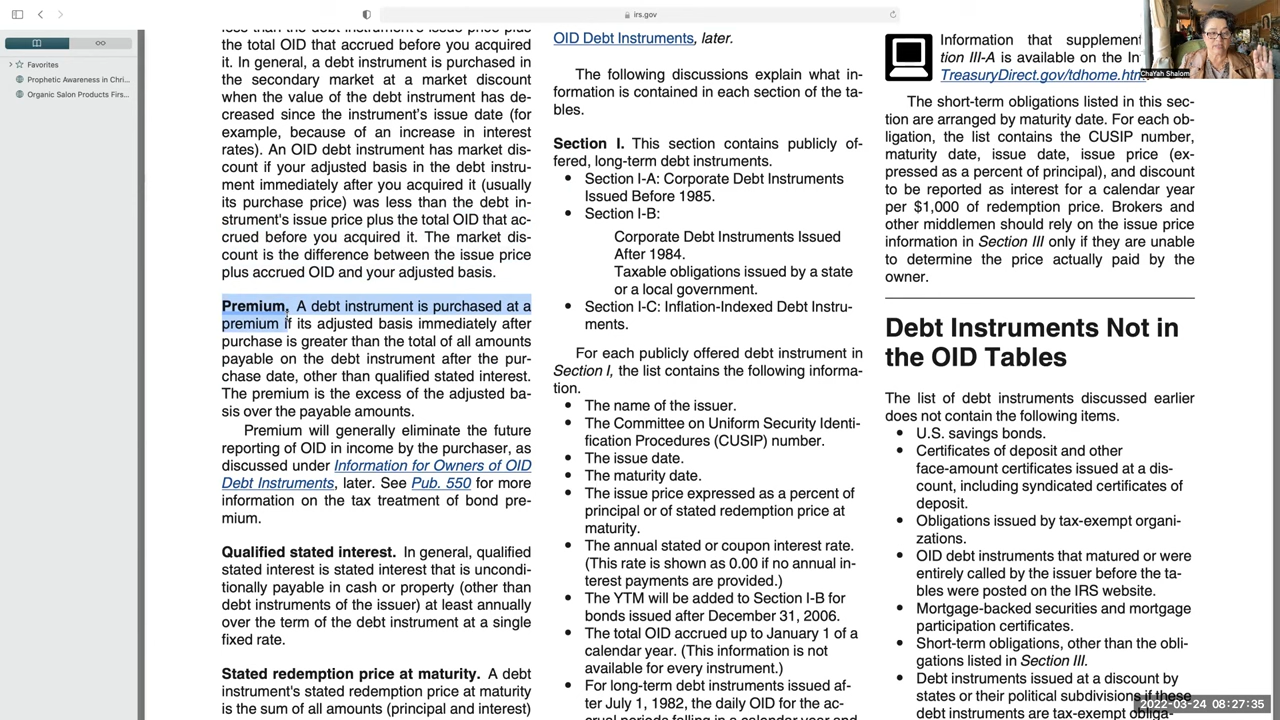 irs.gov
Favorites
Prophetic Awareness in Chri...
Organic Salon Products Firs...
less than the debt instrument's issue price plus
the total OID that accrued before you acquired
it. In general, a debt instrument is purchased in
the secondary market at a market discount
when the value of the debt instrument has de-
creased since the instrument's issue date (for
example, because of an increase in interest
rates). An OID debt instrument has market dis-
count if your adjusted basis in the debt instru-
ment immediately after you acquired it (usually
its purchase price) was less than the debt in-
strument's issue price plus the total OID that ac-
crued before you acquired it. The market dis-
count is the difference between the issue price
plus accrued OID and your adjusted basis.
Premium. A debt instrument is purchased at a
premium if its adjusted basis immediately after
purchase is greater than the total of all amounts
payable on the debt instrument after the pur-
chase date, other than qualified stated interest.
The premium is the excess of the adjusted ba-
sis over the payable amounts.
Premium will generally eliminate the future
reporting of OID in income by the purchaser, as
discussed under Information for Owners of OID
Debt Instruments, later. See Pub. 550 for more
information on the tax treatment of bond pre-
mium.
Qualified stated interest. In general, qualified
stated interest is stated interest that is uncondi-
tionally payable in cash or property (other than
debt instruments of the issuer) at least annually
over the term of the debt instrument at a single
fixed rate.
Stated redemption price at maturity. A debt
instrument's stated redemption price at maturity
is the sum of all amounts (principal and interest)
OID Debt Instruments, later.
The following discussions explain what in-
formation is contained in each section of the ta-
bles.
Section I. This section contains publicly of-
fered, long-term debt instruments.
• Section I-A: Corporate Debt Instruments
Issued Before 1985.
• Section I-B:
Corporate Debt Instruments Issued
After 1984.
Taxable obligations issued by a state
or a local government.
• Section I-C: Inflation-Indexed Debt Instru-
ments.
For each publicly offered debt instrument in
Section I, the list contains the following informa-
tion.
• The name of the issuer.
• The Committee on Uniform Security Identi-
fication Procedures (CUSIP) number.
• The issue date.
• The maturity date.
• The issue price expressed as a percent of
principal or of stated redemption price at
maturity.
• The annual stated or coupon interest rate.
(This rate is shown as 0.00 if no annual in-
terest payments are provided.)
• The YTM will be added to Section I-B for
bonds issued after December 31, 2006.
• The total OID accrued up to January 1 of a
calendar year. (This information is not
available for every instrument.)
• For long-term debt instruments issued af-
ter July 1, 1982, the daily OID for the ac-
crual periods falling in a calendar year and
Information that supplement
tion III-A is available on the In
TreasuryDirect.gov/tdhome.htm
ChaYah Shalom
The short-term obligations listed in this sec-
tion are arranged by maturity date. For each ob-
ligation, the list contains the CUSIP number,
maturity date, issue date, issue price (ex-
pressed as a percent of principal), and discount
to be reported as interest for a calendar year
per $1,000 of redemption price. Brokers and
other middlemen should rely on the issue price
information in Section III only if they are unable
to determine the price actually paid by the
owner.
Debt Instruments Not in
the OID Tables
The list of debt instruments discussed earlier
does not contain the following items.
• U.S. savings bonds.
• Certificates of deposit and other
face-amount certificates issued at a dis-
count, including syndicated certificates of
deposit.
• Obligations issued by tax-exempt organi-
zations.
• OID debt instruments that matured or were
entirely called by the issuer before the ta-
bles were posted on the IRS website.
• Mortgage-backed securities and mortgage
participation certificates.
• Short-term obligations, other than the obli-
gations listed in Section III.
• Debt instruments issued at a discount by
states or their political subdivisions if these
debt instruments are tax-exempt obliga-
2022-03-24 08:27:35